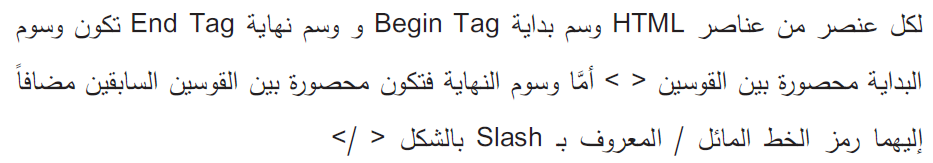 لكل عنصر من عناصر HTML وسم بداية Begin Tag و وسم نهاية End Tag تكون وسوم
البداية محصورة بين القوسين < > أمَّا وسوم النهاية فتكون محصورة بين القوسين السابقين مضافاً
إليهما رمز الخط المائل / المعروف بـ Slash بالشكل < /">